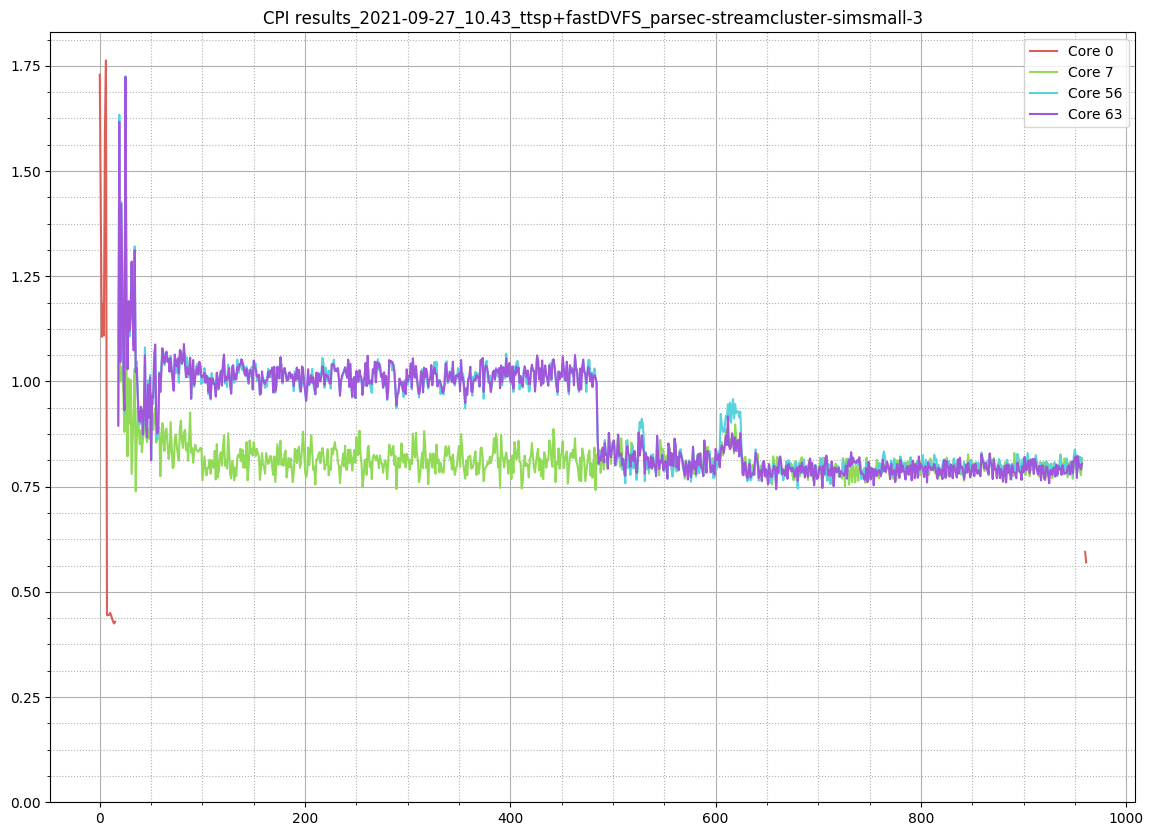 CPI results_2021-09-27_10.43_ttsp+fastDVFS_parsec-streamcluster-simsmall-3
Core 0
Core 7
Core 56
Core 63
1.75
1.50
1.25
1.00
0.75
0.50
0.25
0.00
0 200 400 600 800 1000